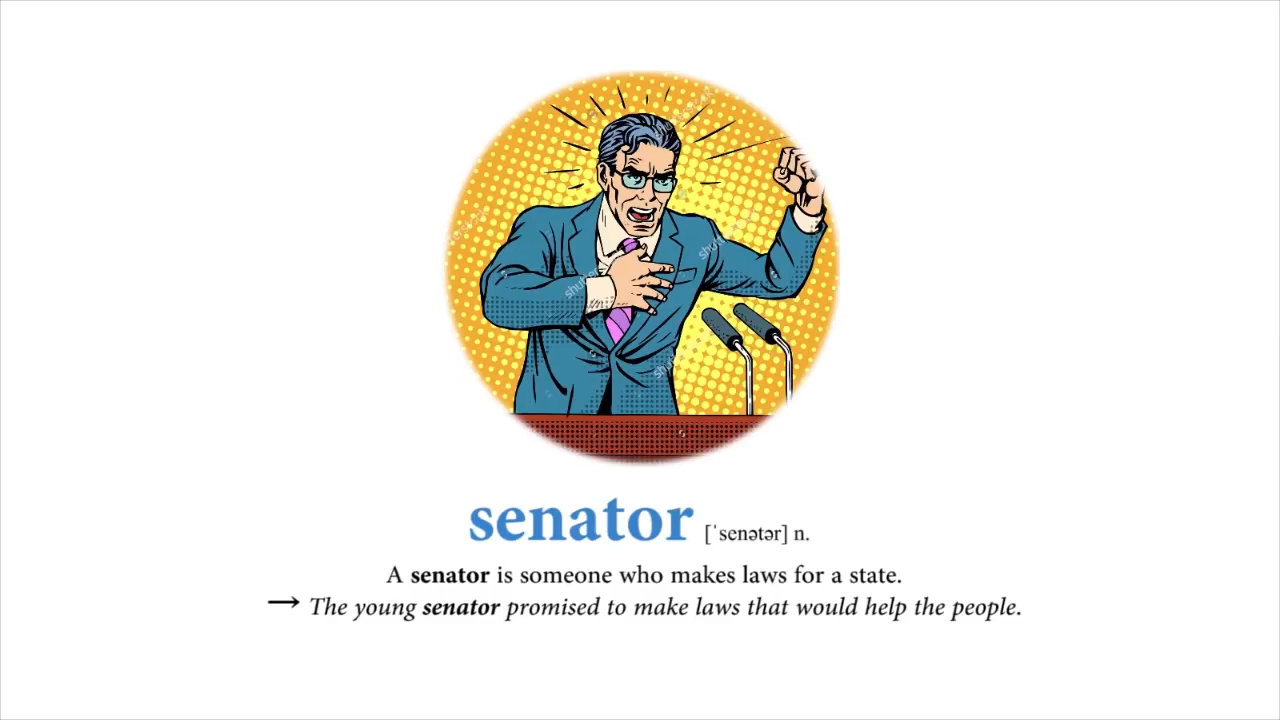 senator [ˈsenətər] n.
A senator is someone who makes laws for a state.
→ The young senator promised to make laws that would help the people.